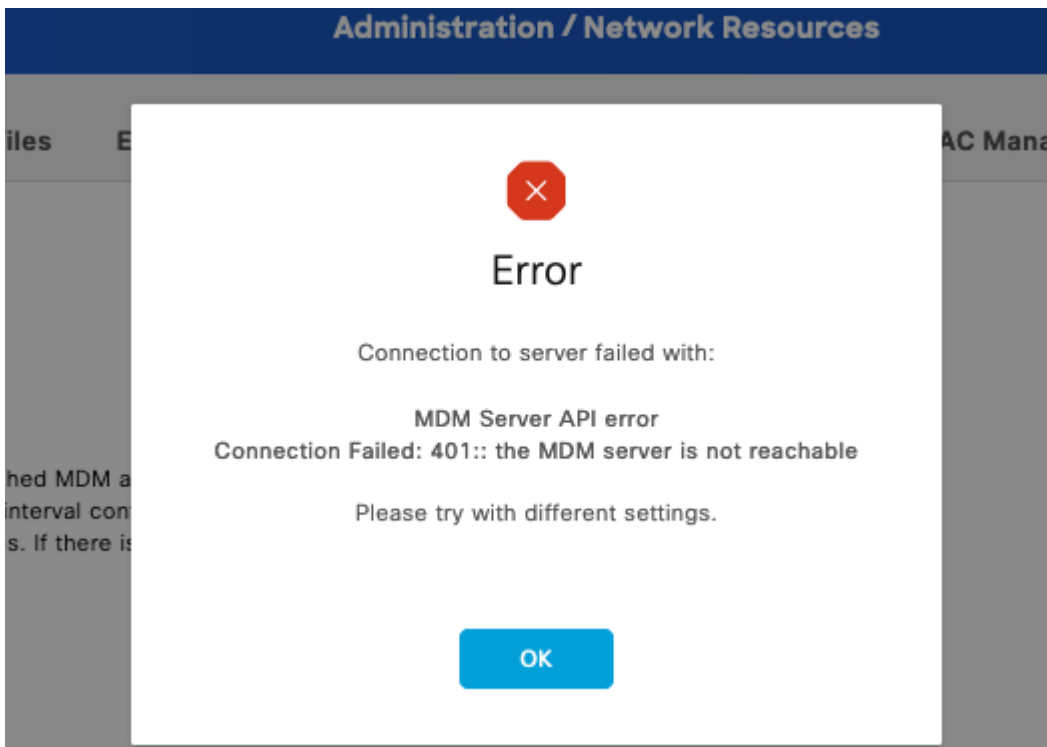 Administration / Network Resources
iles E AC Mana
Error
Connection to server failed with:
MDM Server API error
Connection Failed: 401:: the MDM server is not reachable
hed MDM a
interval con
Please try with different settings.
s. If there is
OK